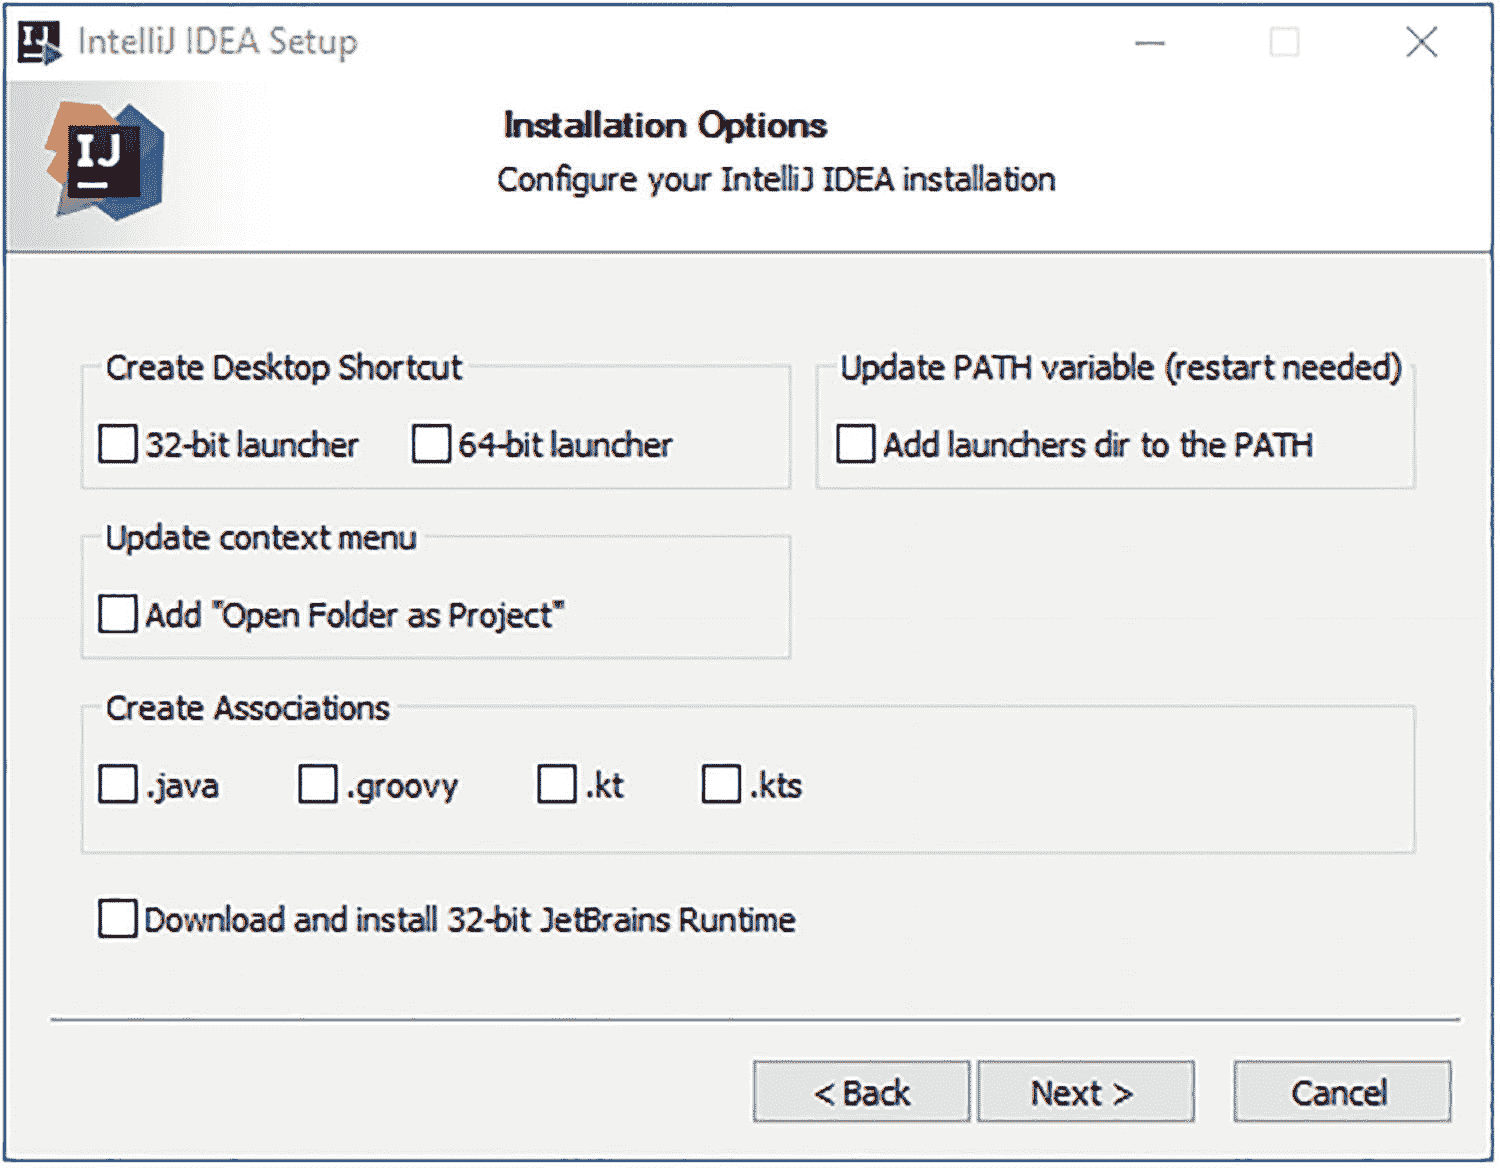 IJ IntelliJ IDEA Setup
IJ
Installation Options
Configure your IntelliJ IDEA installation
Create Desktop Shortcut
32-bit launcher 64-bit launcher
Update PATH variable (restart needed)
Add launchers dir to the PATH
Update context menu
Add "Open Folder as Project"
Create Associations
.java .groovy .kt .kts
Download and install 32-bit JetBrains Runtime
< Back Next > Cancel